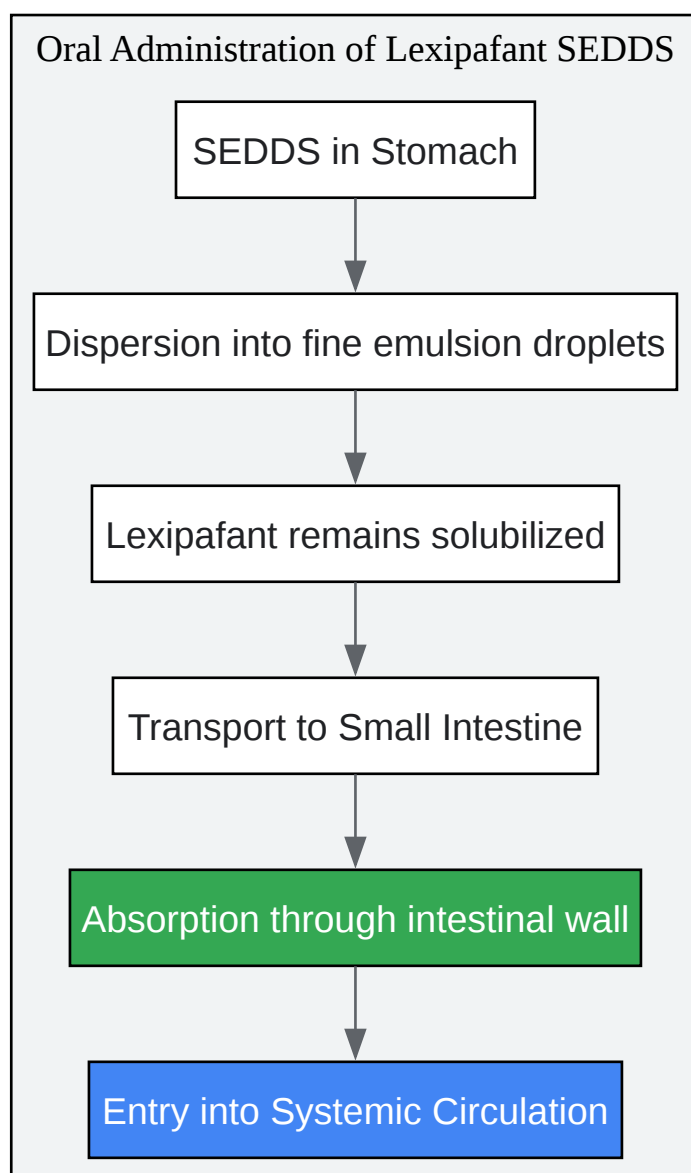 Oral Administration of Lexipafant SEDDS
SEDDS in Stomach
Dispersion into fine emulsion droplets
Lexipafant remains solubilized
Transport to Small Intestine
Absorption through intestinal wall
Entry into Systemic Circulation